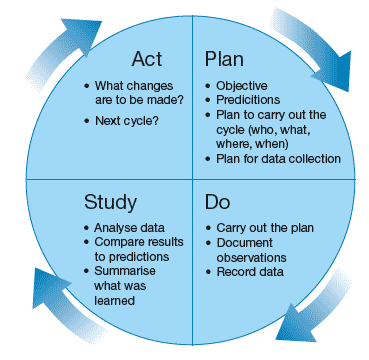 Act
• What changes
are to be made?
• Next cycle?
Plan
• Objective
• Predicitions
• Plan to carry out the
cycle (who, what,
where, when)
• Plan for data collection
Study
• Analyse data
• Compare results
to predictions
• Summarise
what was
learned
Do
• Carry out the plan
• Document
observations
• Record data